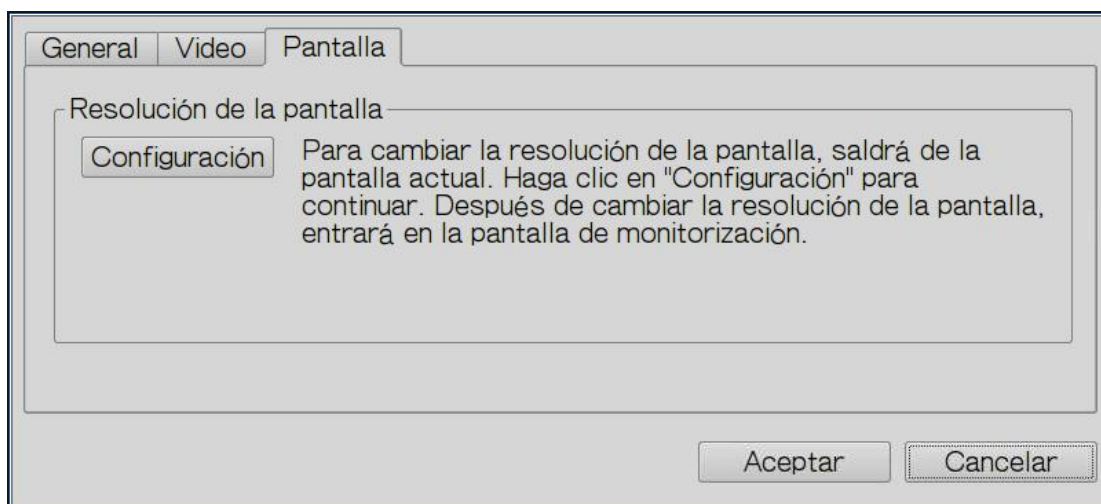 General Video Pantalla
Resolución de la pantalla
Configuración
Para cambiar la resolución de la pantalla, saldrá de la
pantalla actual. Haga clic en "Configuración" para
continuar. Después de cambiar la resolución de la pantalla,
entrará en la pantalla de monitorización.
Aceptar Cancelar